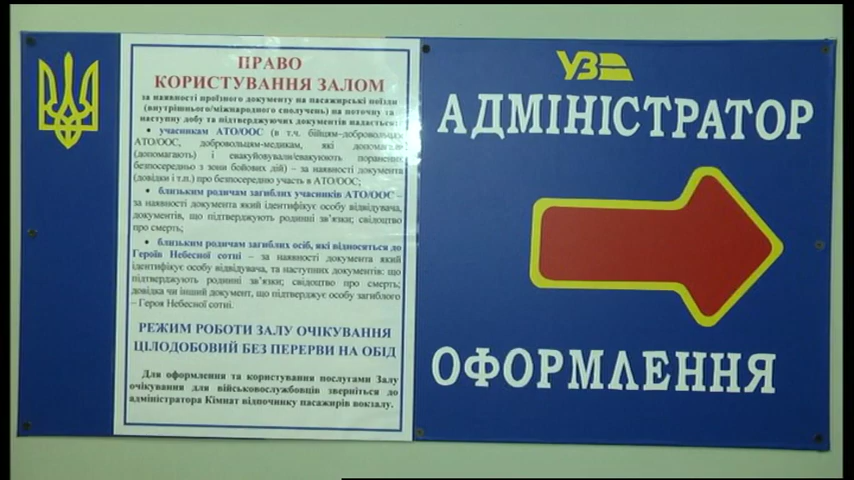 ПРАВО
КОРИСТУВАННЯ ЗАЛОМ
за наявності проїзного документу на пасажирські поїзди
(внутрішнього/міжнародного сполучень) на поточну та
наступну добу та підтверджуючих документів надається:
• учасникам АТО/ООС (в т.ч. бійцям–добровольцям
АТО/ООС, добровольцям-медикам, які допомагали
(допомагають) і евакуйовували/евакуюють поранених
безпосередньо з зони бойових дій) – за наявності документа
(довідки і т.п.) про безпосередню участь в АТО/ООС;
• близьким родичам загиблих учасників АТО/ООС –
за наявності документа який ідентифікує особу відвідувача,
документів, що підтверджують родинні зв'язки; свідоцтво
про смерть;
• близьким родичам загиблих осіб, які відносяться до
Героїв Небесної сотні – за наявності документа який
ідентифікує особу відвідувача, та наступних документів: що
підтверджують родинні зв'язки; свідоцтво про смерть;
довідка чи інший документ, що підтверджує особу загиблого
– Героя Небесної сотні.
РЕЖИМ РОБОТИ ЗАЛУ ОЧІКУВАННЯ
ЦІЛОДОБОВИЙ БЕЗ ПЕРЕРВИ НА ОБІД
Для оформлення та користування послугами Залу
очікування для військовослужбовців зверніться до
адміністратора Кімнат відпочинку пасажирів вокзалу.
УЗ
АДМІНІСТРАТОР
ОФОРМЛЕННЯ